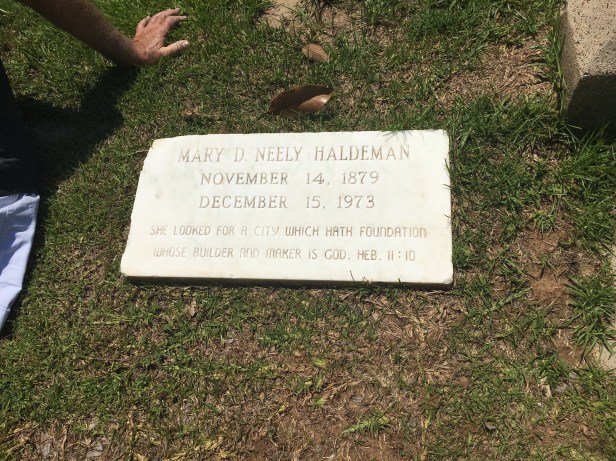 MARY D. NEELY HALDEMAN
NOVEMBER 14, 1879
DECEMBER 15, 1973
SHE LOOKED FOR A CITY WHICH HATH FOUNDATION
WHOSE BUILDER AND MAKER IS GOD. HEB. 11:10